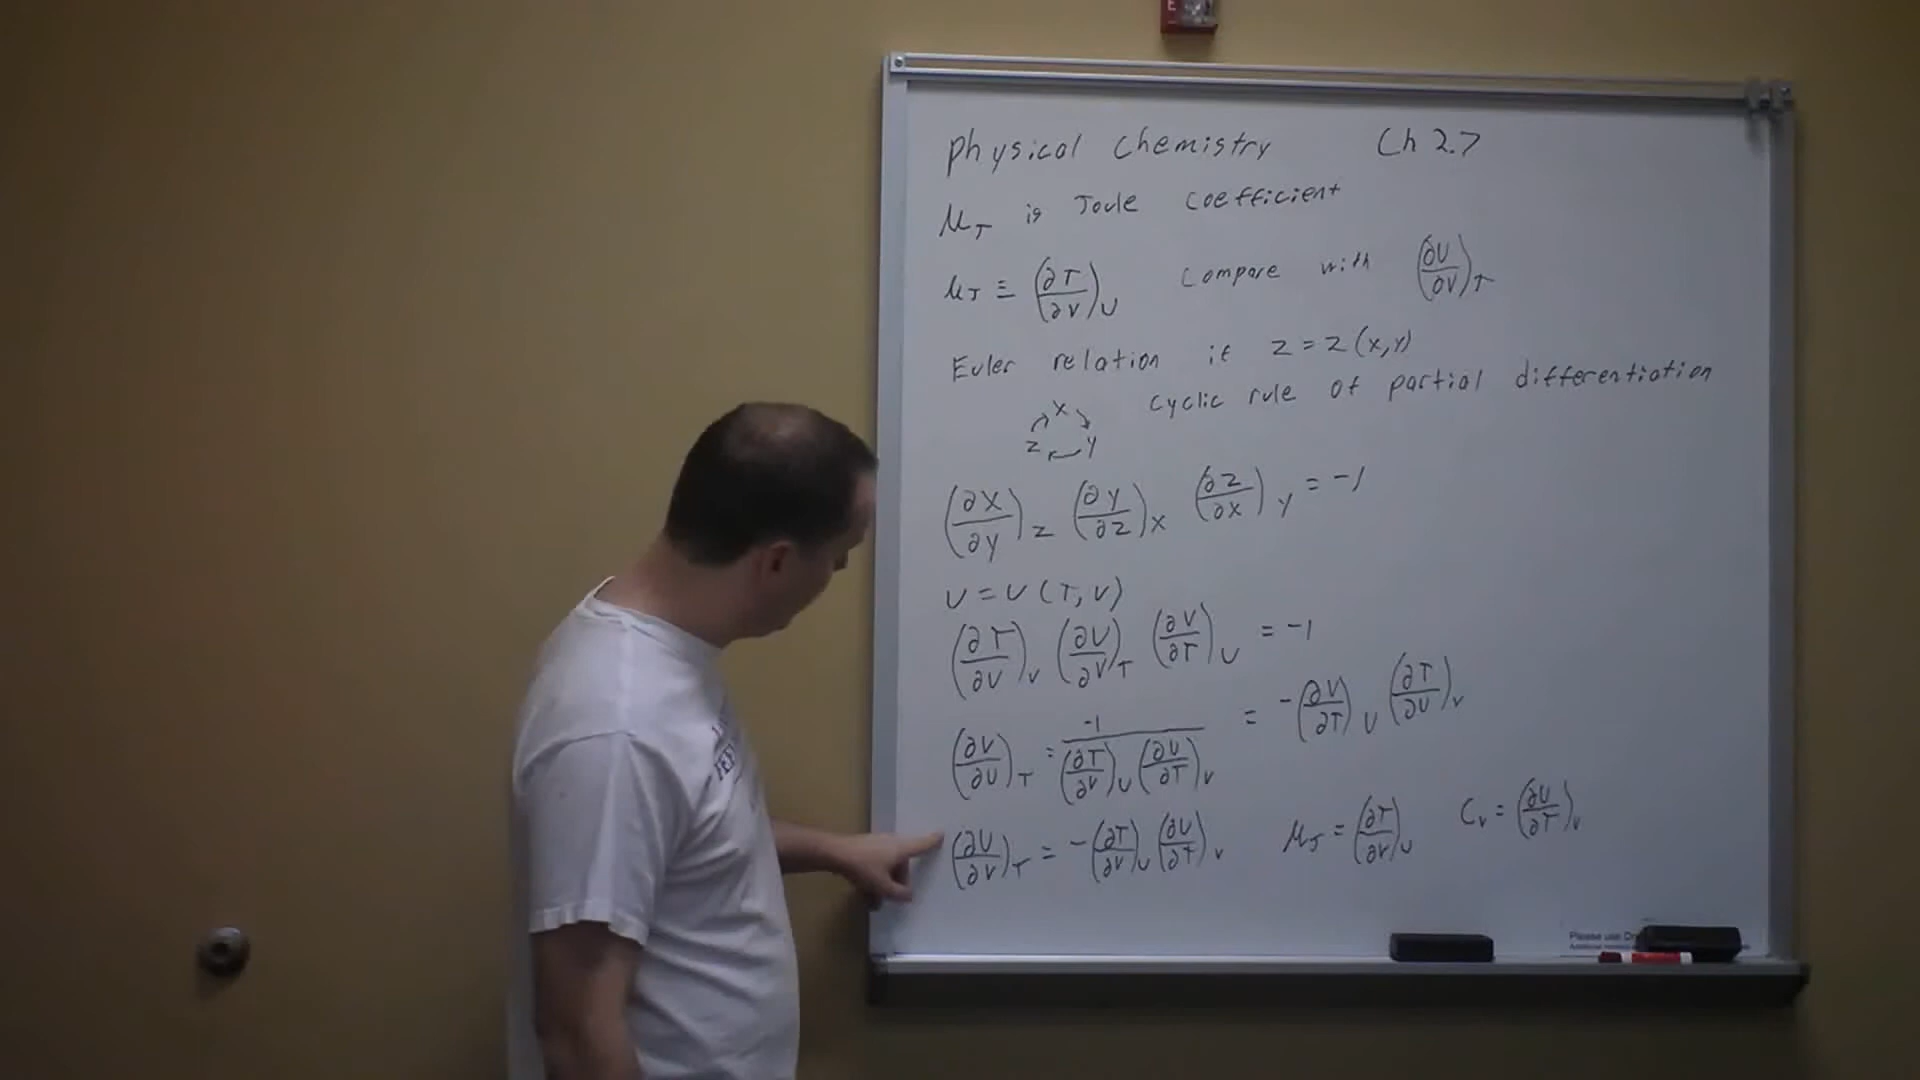 Physical Chemistry Ch 2.7
μ_J is Joule coefficient
μ_J ≡ (∂T/∂V)_U Compare with (∂U/∂V)_T
Euler relation if z = z(x,y)
cyclic rule of partial differentiation
x
z y
(∂x/∂y)_z (∂y/∂z)_x (∂z/∂x)_y = -1
U = U(T,V)
(∂T/∂U)_V (∂U/∂V)_T (∂V/∂T)_U = -1
(∂V/∂U)_T = -1/((∂T/∂V)_U (∂U/∂T)_V) = -(∂V/∂T)_U (∂T/∂U)_V
(∂U/∂V)_T = -(∂T/∂V)_U (∂U/∂T)_V μ_J = (∂T/∂V)_U C_V = (∂U/∂T)_V
Please use